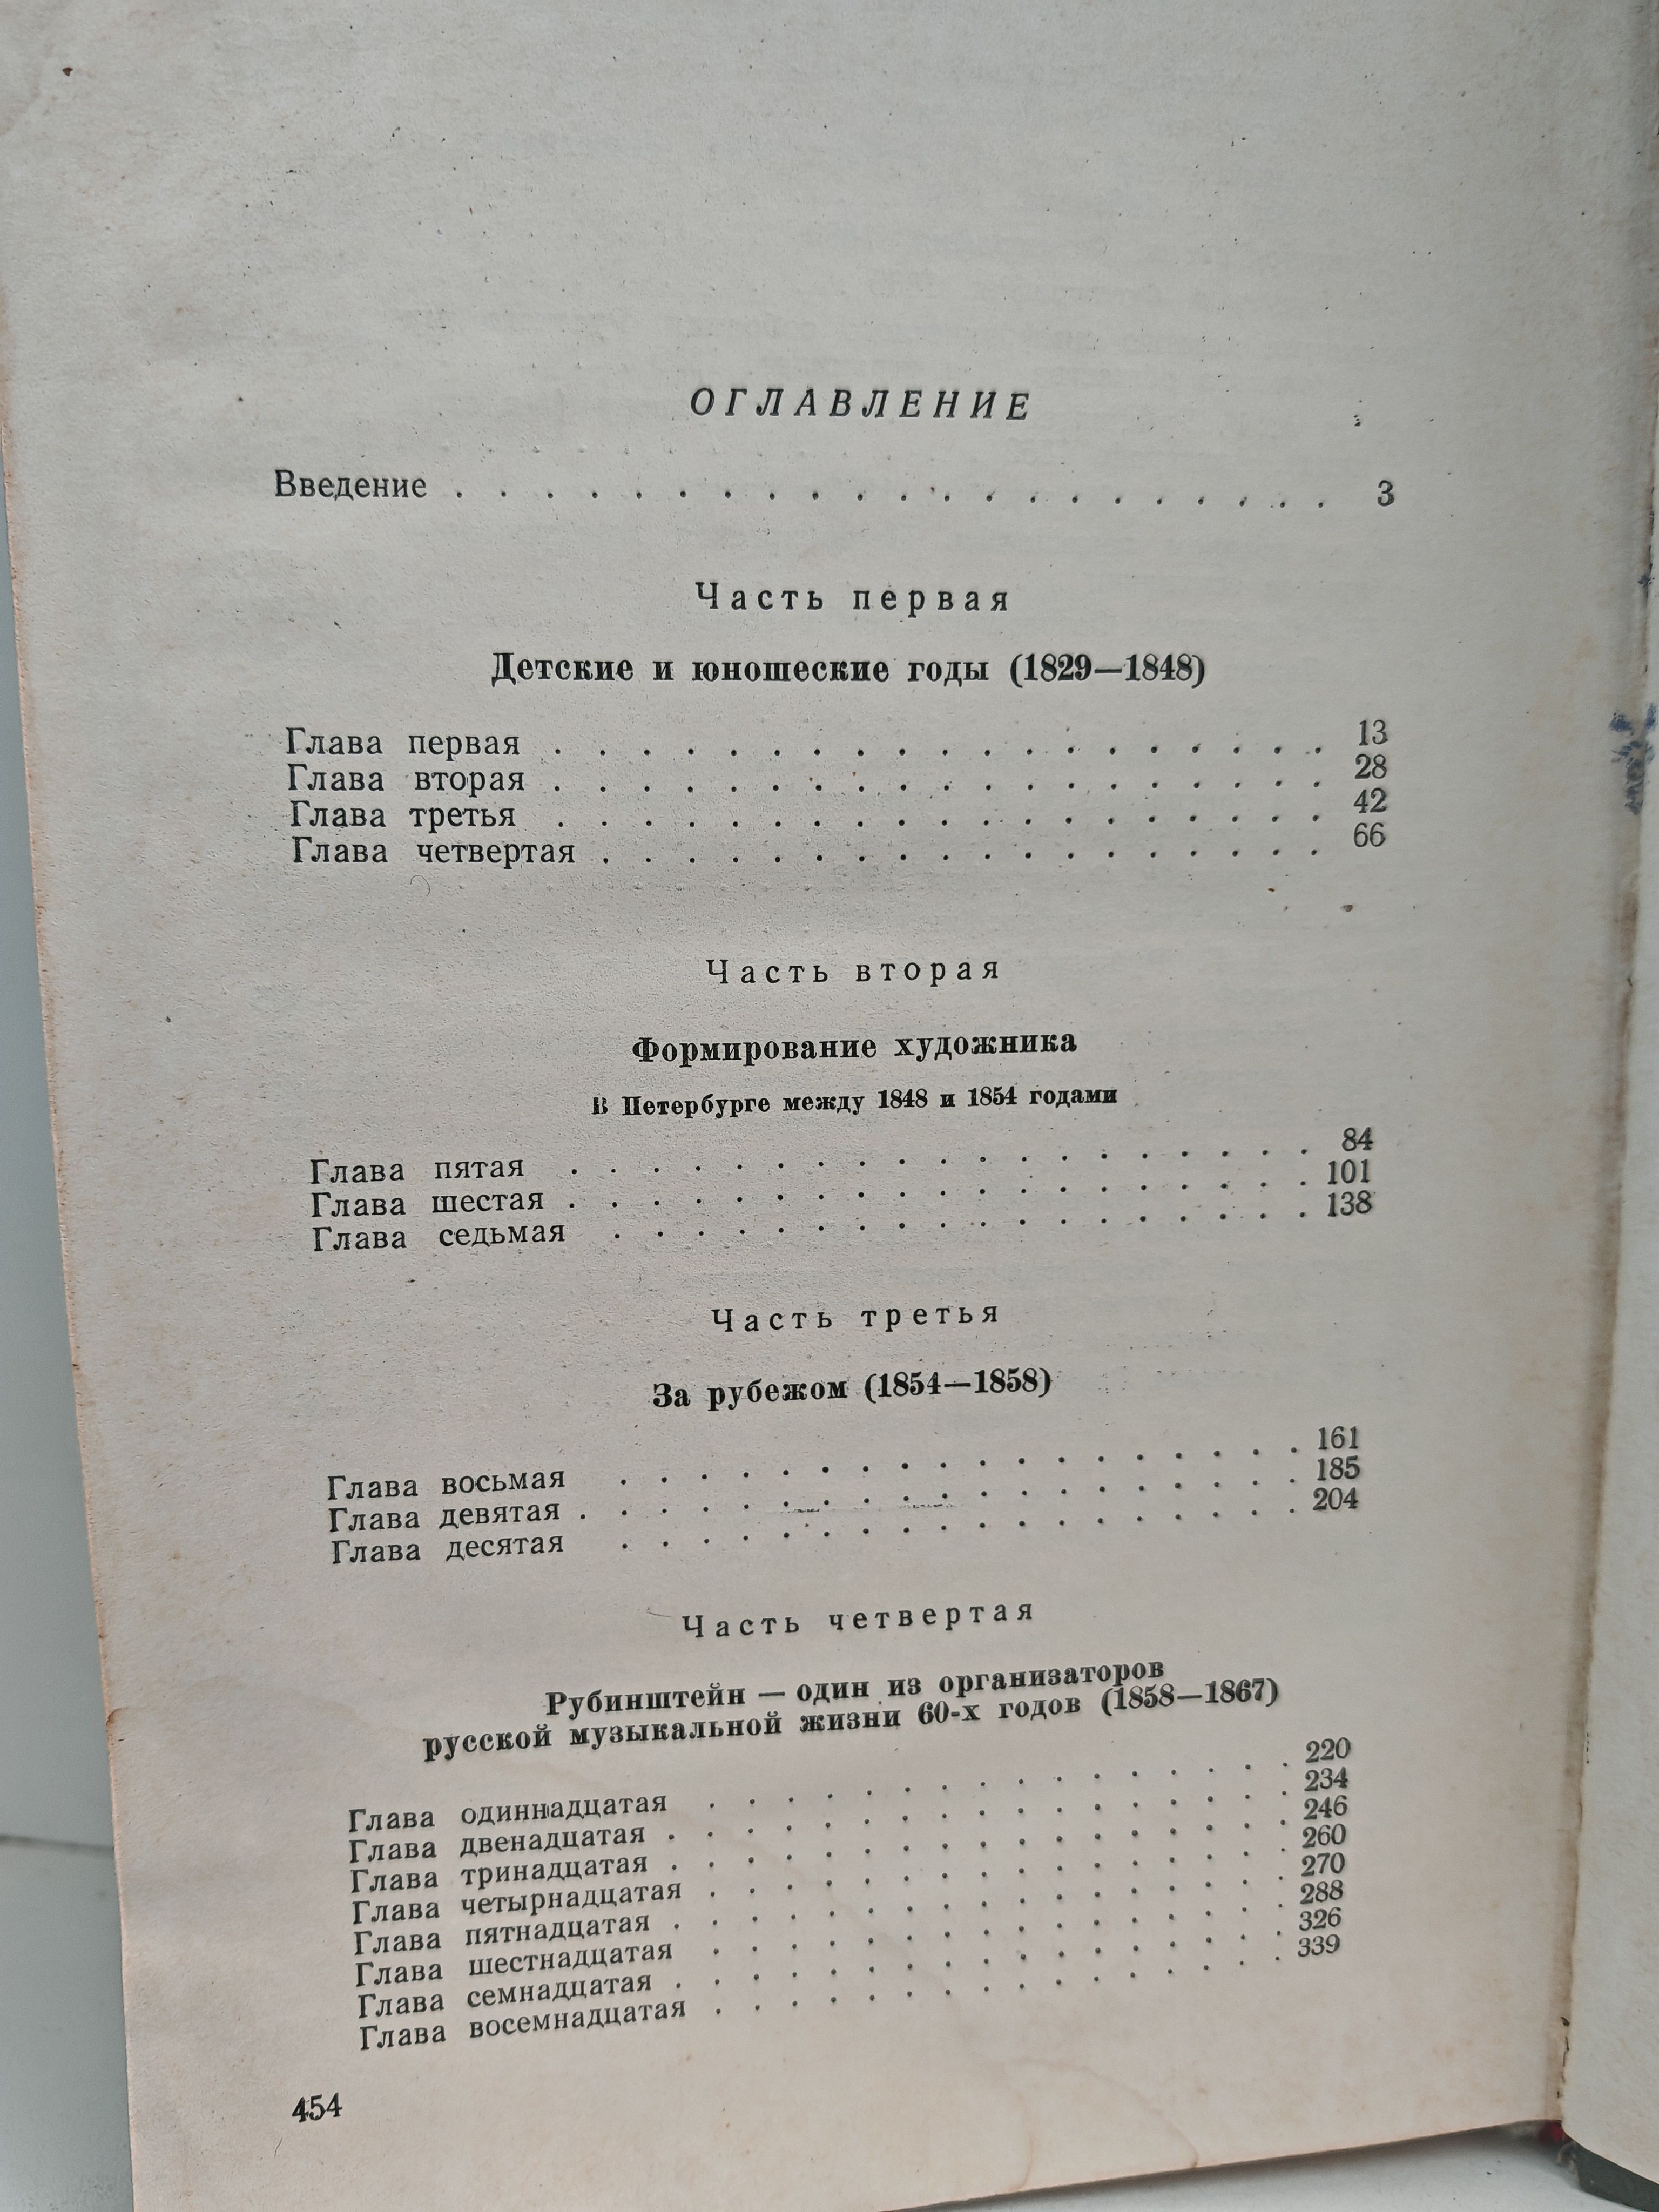 ОГЛАВЛЕНИЕ
Введение . . . . . . . . . . . . . . . . . . . . . 3
Часть первая
Детские и юношеские годы (1829—1848)
Глава первая . . . . . . . . . . . . . . . . . . . 13
Глава вторая . . . . . . . . . . . . . . . . . . . 28
Глава третья . . . . . . . . . . . . . . . . . . . 42
Глава четвертая . . . . . . . . . . . . . . . . . . 66
Часть вторая
Формирование художника
В Петербурге между 1848 и 1854 годами
Глава пятая . . . . . . . . . . . . . . . . . . . 84
Глава шестая . . . . . . . . . . . . . . . . . . . 101
Глава седьмая . . . . . . . . . . . . . . . . . . 138
Часть третья
За рубежом (1854—1858)
Глава восьмая . . . . . . . . . . . . . . . . . . 161
Глава девятая . . . . . . . . . . . . . . . . . . . 185
Глава десятая . . . . . . . . . . . . . . . . . . 204
Часть четвертая
Рубинштейн — один из организаторов
русской музыкальной жизни 60-х годов (1858—1867)
Глава одиннадцатая . . . . . . . . . . . . . . . . 220
Глава двенадцатая . . . . . . . . . . . . . . . . . 234
Глава тринадцатая . . . . . . . . . . . . . . . . . 246
Глава четырнадцатая . . . . . . . . . . . . . . . . 260
Глава пятнадцатая . . . . . . . . . . . . . . . . . 270
Глава шестнадцатая . . . . . . . . . . . . . . . . 288
Глава семнадцатая . . . . . . . . . . . . . . . . . 326
Глава восемнадцатая . . . . . . . . . . . . . . . . 339
454